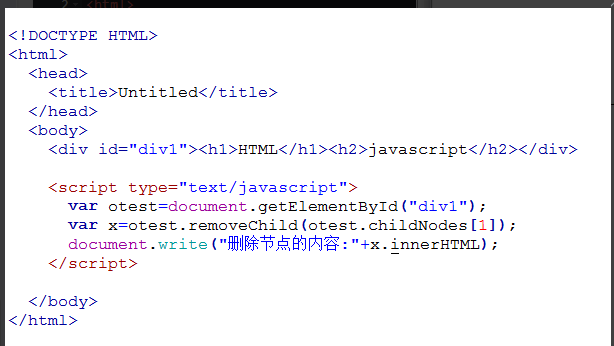 2 - <html>
<!DOCTYPE HTML>
<html>
<head>
<title>Untitled</title>
</head>
<body>
<div id="div1"><h1>HTML</h1><h2>javascript</h2></div>
<script type="text/javascript">
var otest=document.getElementById("div1");
var x=otest.removeChild(otest.childNodes[1]);
document.write("删除节点的内容:"+x.innerHTML);
</script>
</body>
</html>